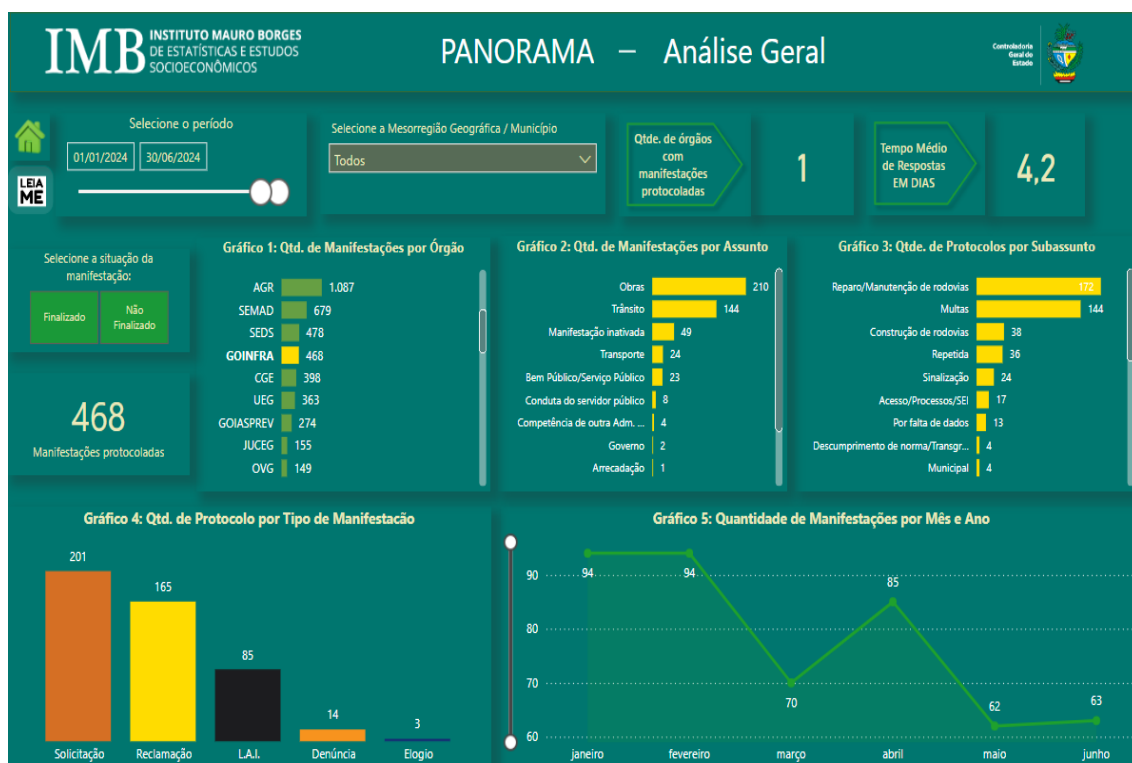 IMB
INSTITUTO MAURO BORGES
DE ESTATÍSTICAS E ESTUDOS
SOCIOECONÔMICOS
PANORAMA – Análise Geral
Controladoria
Geral do
Estado
LEIA
ME
Selecione o período
01/01/2024 30/06/2024
Selecione a Mesorregião Geográfica / Município
Todos
Qtde. de órgãos
com
manifestações
protocoladas
1
Tempo Médio
de Respostas
EM DIAS
4,2
Selecione a situação da
manifestação:
Finalizado
Não
Finalizado
468
Manifestações protocoladas
Gráfico 1: Qtd. de Manifestações por Órgão
AGR 1.087
SEMAD 679
SEDS 478
GOINFRA 468
CGE 398
UEG 363
GOIASPREV 274
JUCEG 155
OVG 149
Gráfico 2: Qtd. de Manifestações por Assunto
Obras 210
Trânsito 144
Manifestação inativada 49
Transporte 24
Bem Público/Serviço Público 23
Conduta do servidor público 8
Competência de outra Adm. ... 4
Governo 2
Arrecadação 1
Gráfico 3: Qtde. de Protocolos por Subassunto
Reparo/Manutenção de rodovias 172
Multas 144
Construção de rodovias 38
Repetida 36
Sinalização 24
Acesso/Processos/SEI 17
Por falta de dados 13
Descumprimento de norma/Transgr... 4
Municipal 4
Gráfico 4: Qtd. de Protocolo por Tipo de Manifestacão
201
165
85
14
3
Solicitação Reclamação L.A.I. Denúncia Elogio
Gráfico 5: Quantidade de Manifestações por Mês e Ano
90
80
70
60
94
94
70
85
62
63
janeiro fevereiro março abril maio junho